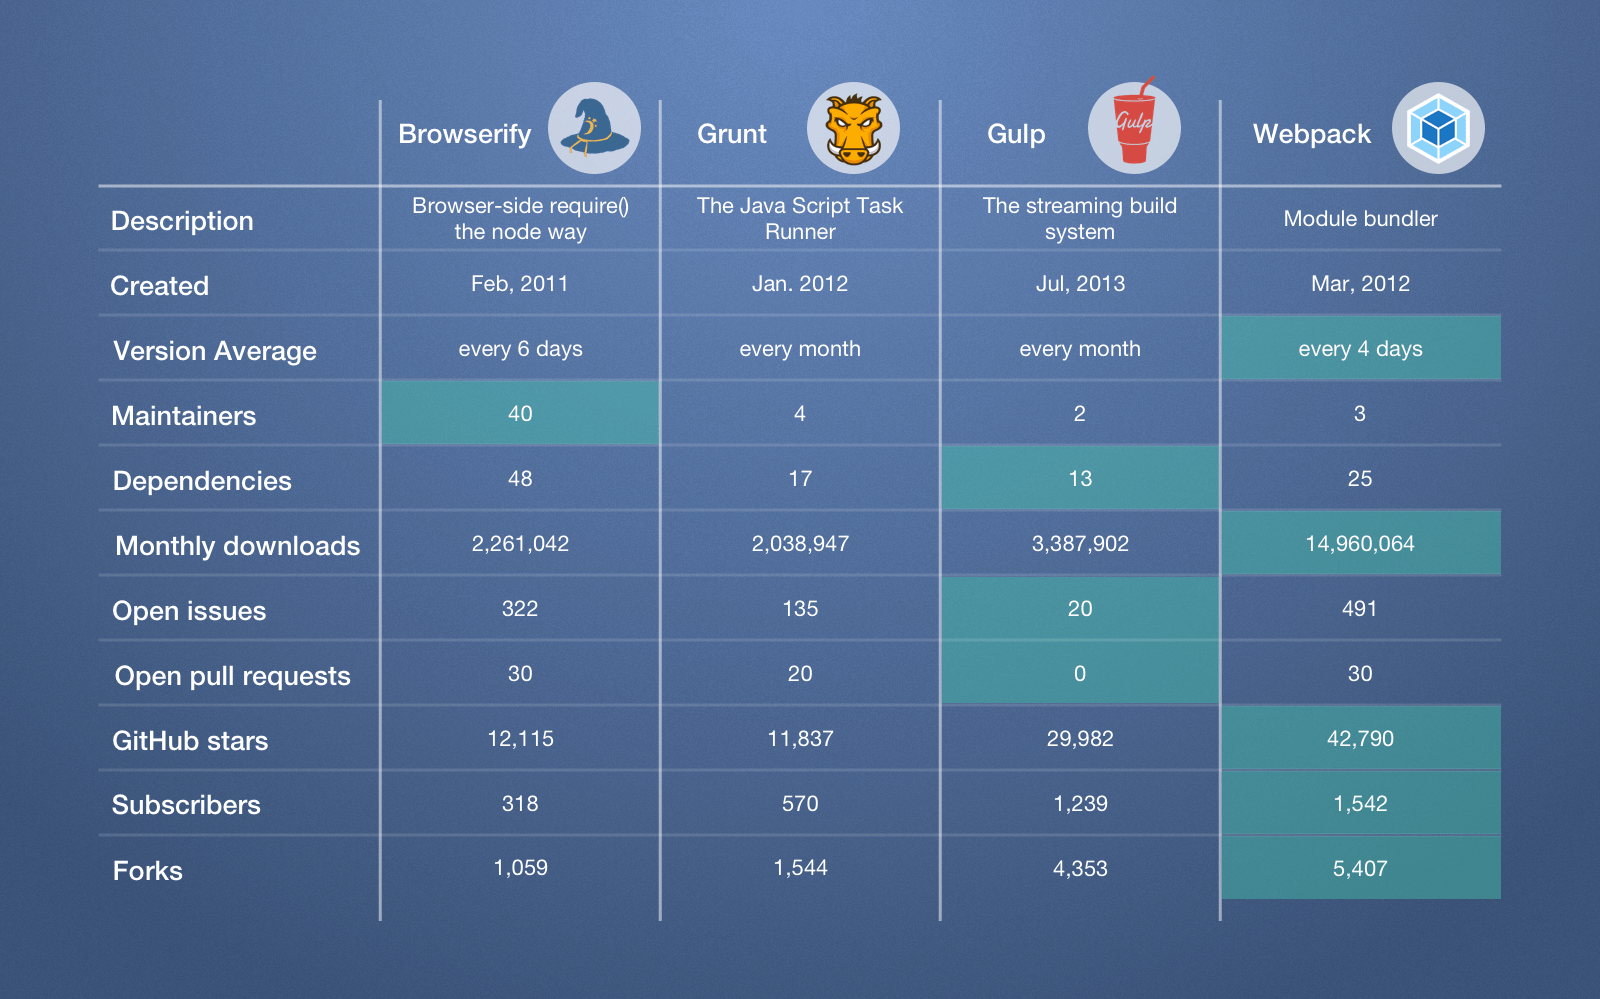 Browserify
Grunt
Gulp
Gulp
Webpack
Description
Browser-side require()
the node way
The Java Script Task
Runner
The streaming build
system
Module bundler
Created
Feb, 2011
Jan. 2012
Jul, 2013
Mar, 2012
Version Average
every 6 days
every month
every month
every 4 days
Maintainers
40
4
2
3
Dependencies
48
17
13
25
Monthly downloads
2,261,042
2,038,947
3,387,902
14,960,064
Open issues
322
135
20
491
Open pull requests
30
20
0
30
GitHub stars
12,115
11,837
29,982
42,790
Subscribers
318
570
1,239
1,542
Forks
1,059
1,544
4,353
5,407